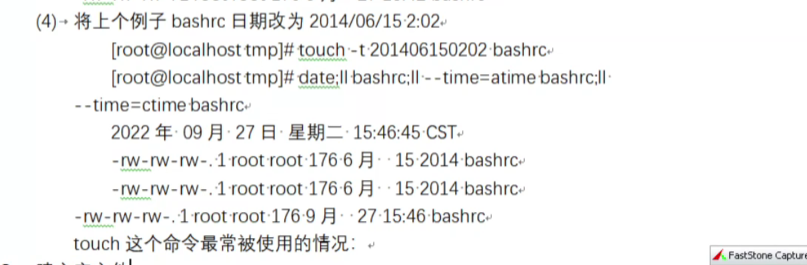 (4) 将上个例子 bashrc 日期改为 2014/06/15 2:02
[root@localhost tmp]# touch -t 201406150202 bashrc
[root@localhost tmp]# date;ll bashrc;ll --time=atime bashrc;ll
--time=ctime bashrc
2022 年 09 月 27 日 星期二 15:46:45 CST
-rw-rw-rw-. 1 root root 176 6 月 15 2014 bashrc
-rw-rw-rw-. 1 root root 176 6 月 15 2014 bashrc
-rw-rw-rw-. 1 root root 176 9 月 27 15:46 bashrc
touch 这个命令最常被使用的情况：
FastStone Capture